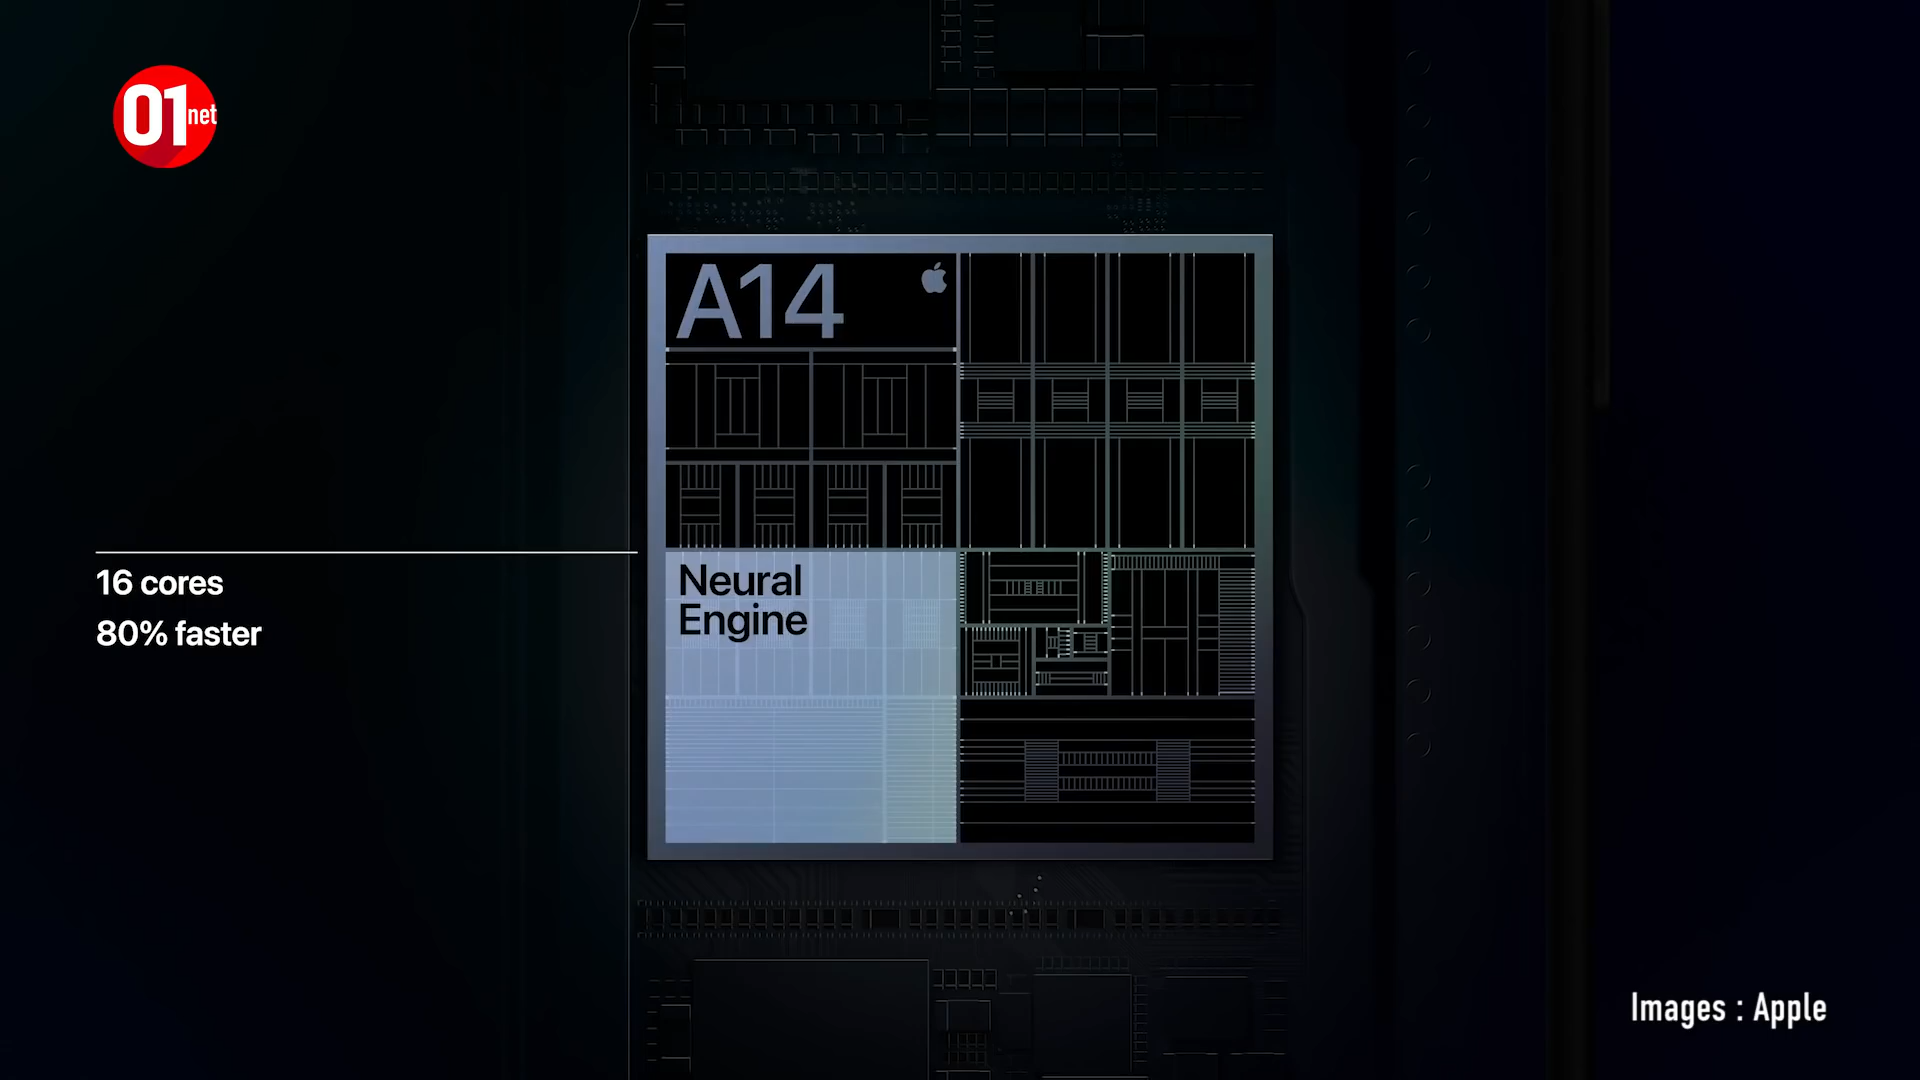 01net
A14
Neural
Engine
16 cores
80% faster
Images : Apple